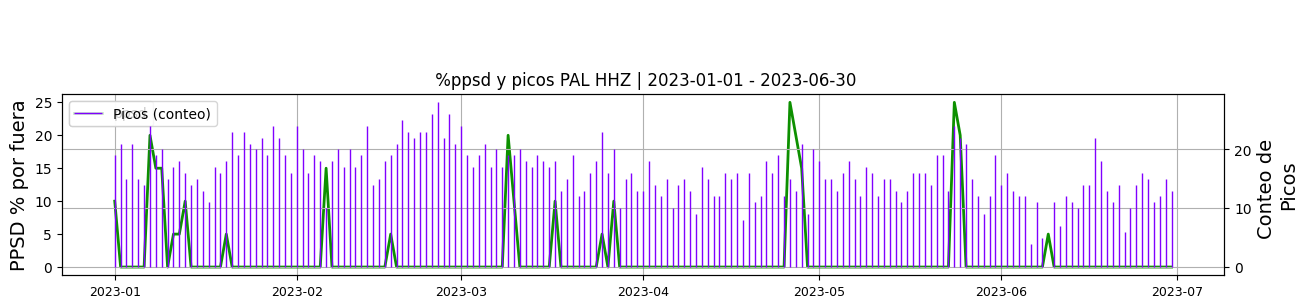 %ppsd y picos PAL HHZ | 2023-01-01 - 2023-06-30
PPSD % por fuera
25
20
15
10
5
0
Picos (conteo)
20
10
0
Conteo de
Picos
2023-01 2023-02 2023-03 2023-04 2023-05 2023-06 2023-07